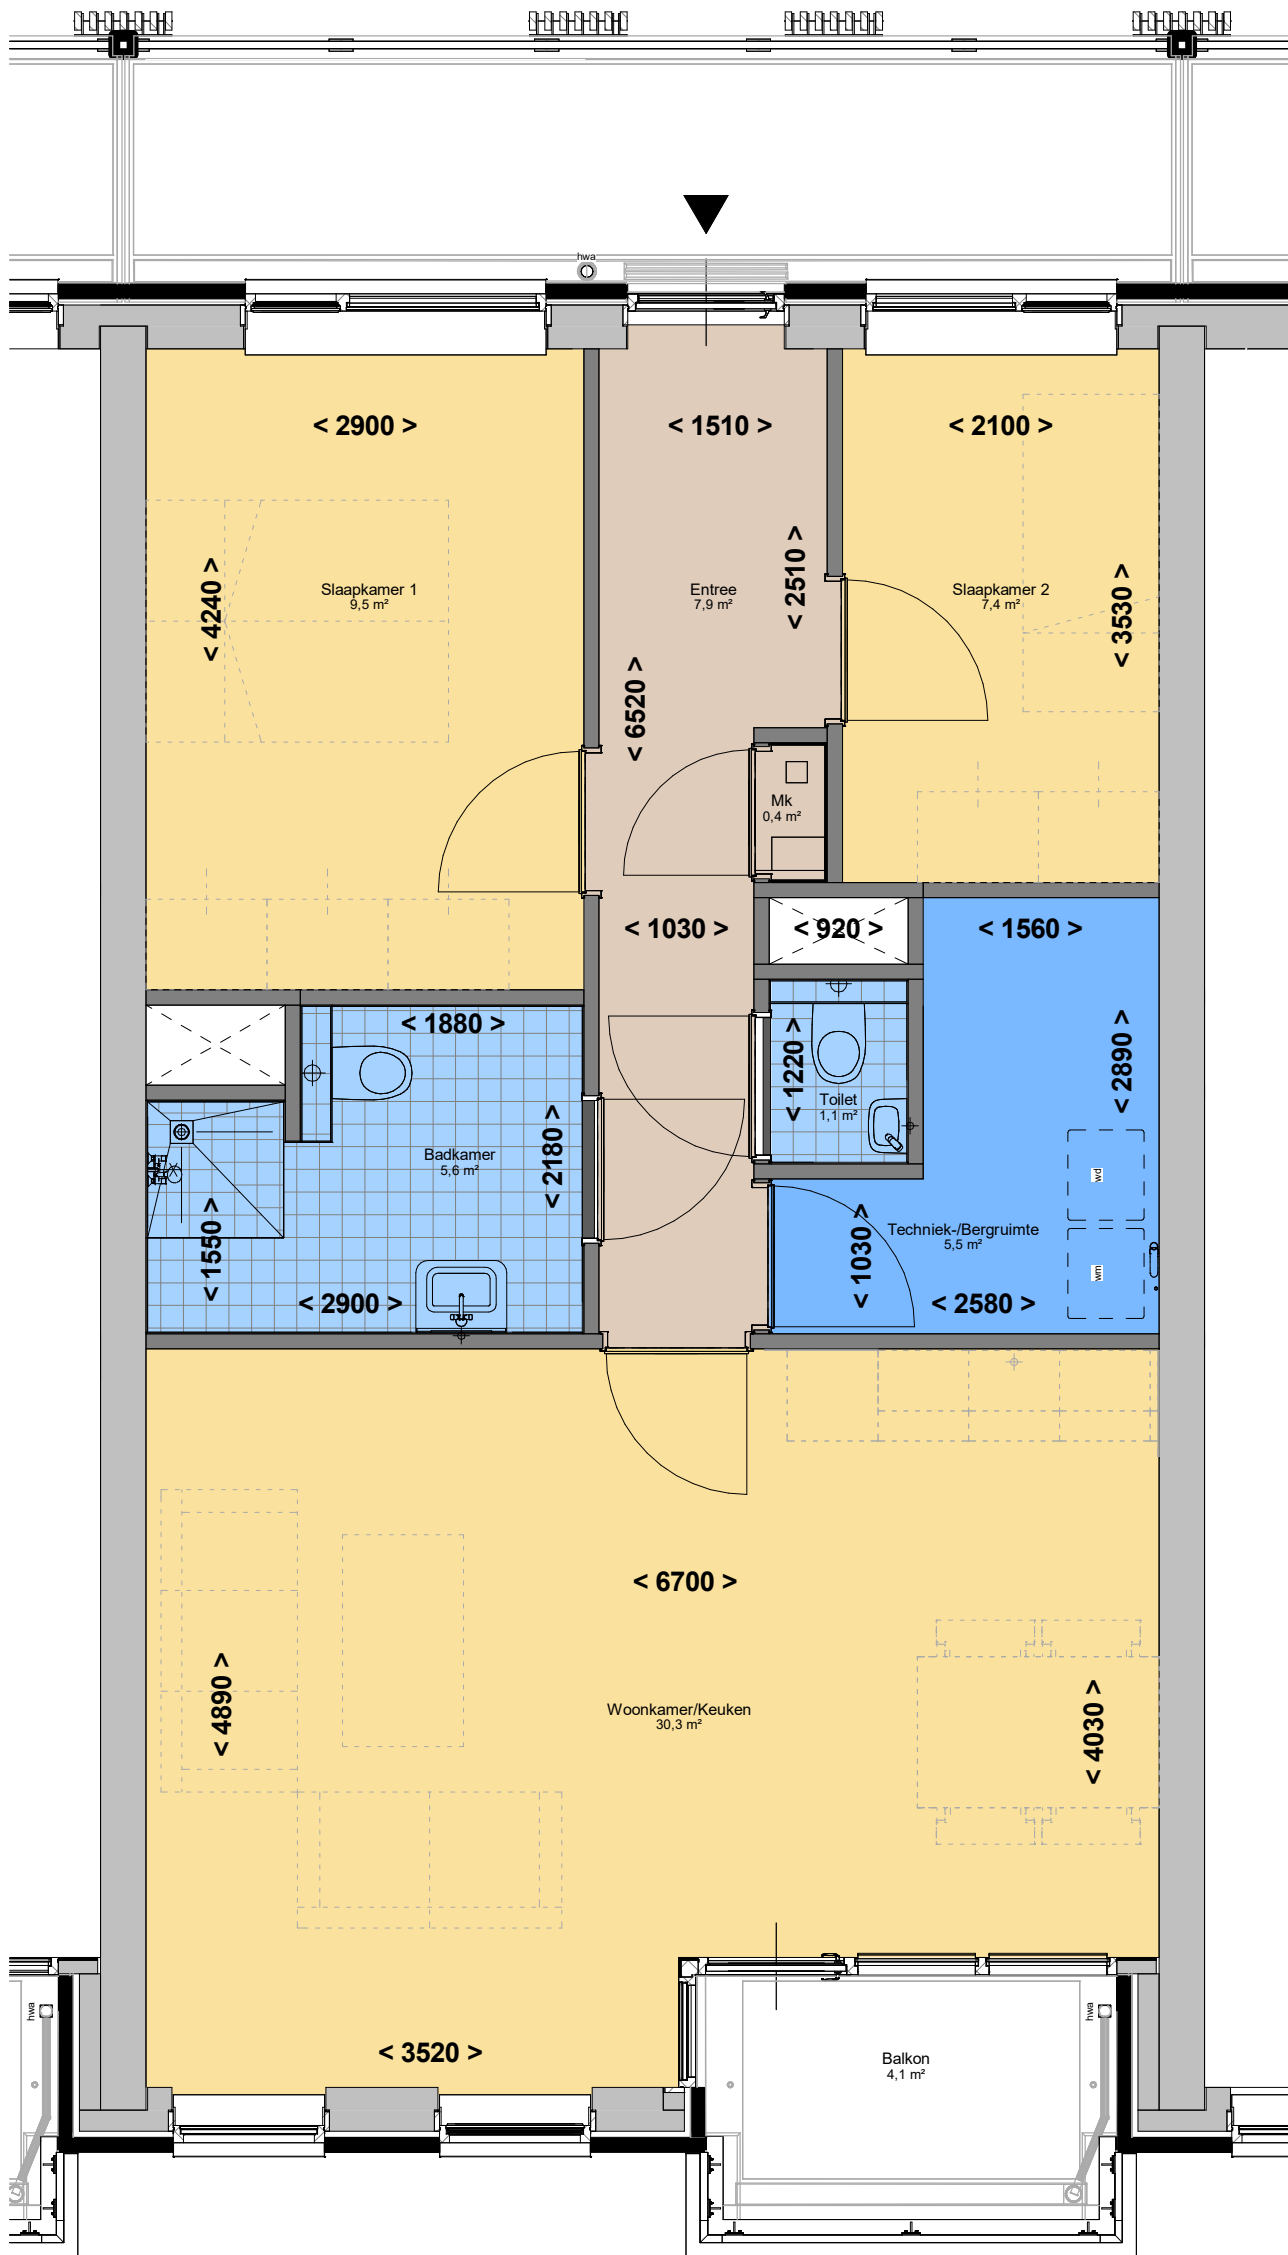 hwa
< 2900 >
< 1510 >
< 2100 >
< 4240 >
Slaapkamer 1
9,5 m²
Entree
7,9 m²
< 2510 >
Slaapkamer 2
7,4 m²
< 3530 >
< 6520 >
Mk
0,4 m²
< 1030 >
< 920 >
< 1560 >
< 1880 >
< 1220 >
< 2890 >
Toilet
1,1 m²
Badkamer
5,6 m²
< 2180 >
wd
< 1550 >
< 1030 >
Techniek-/Bergruimte
5,5 m²
wm
< 2900 >
< 2580 >
< 6700 >
< 4890 >
Woonkamer/Keuken
30,3 m²
< 4030 >
hwa
hwa
< 3520 >
Balkon
4,1 m²